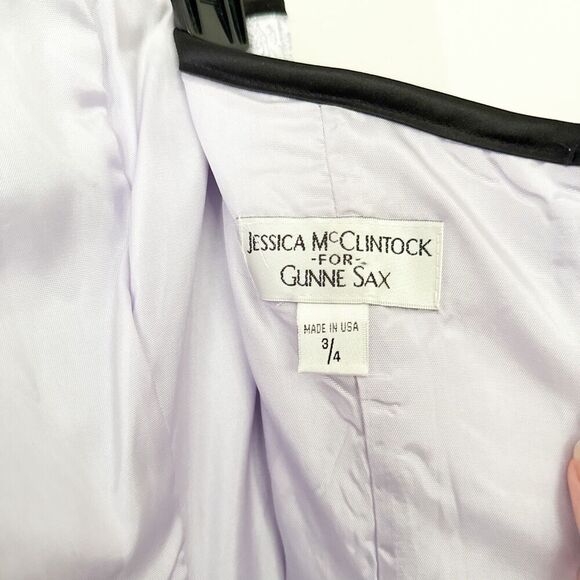 JESSICA MCCLINTOCK
-FOR-
GUNNE SAX
MADE IN USA
3/4